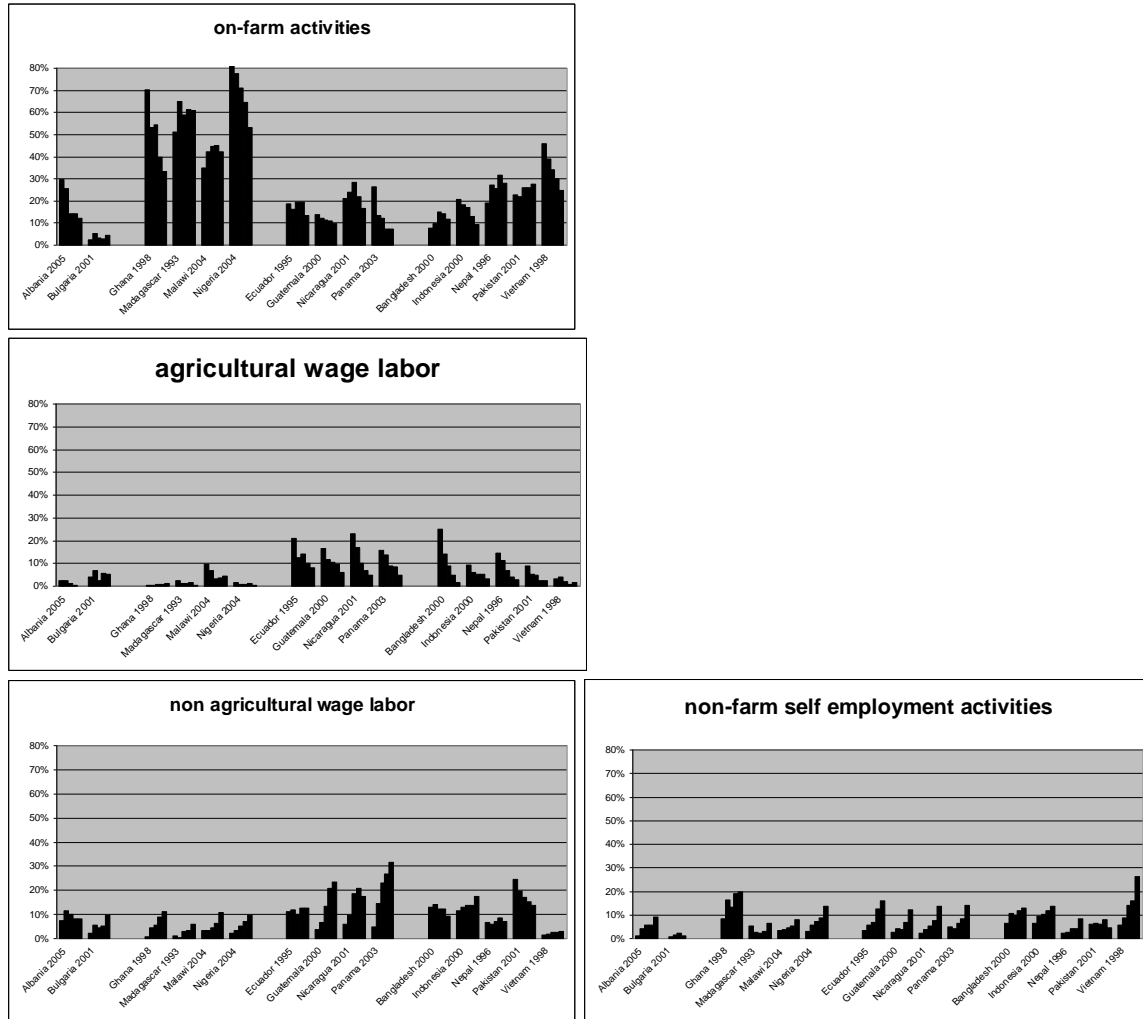 on-farm activities
80%
70%
60%
50%
40%
30%
20%
10%
0%
Albania 2005
Bulgaria 2001
Ghana 1998
Madagascar 1993
Malawi 2004
Nigeria 2004
Ecuador 1995
Guatemala 2000
Nicaragua 2001
Panama 2003
Bangladesh 2000
Indonesia 2000
Nepal 1996
Pakistan 2001
Vietnam 1998
agricultural wage labor
80%
70%
60%
50%
40%
30%
20%
10%
0%
Albania 2005
Bulgaria 2001
Ghana 1998
Madagascar 1993
Malawi 2004
Nigeria 2004
Ecuador 1995
Guatemala 2000
Nicaragua 2001
Panama 2003
Bangladesh 2000
Indonesia 2000
Nepal 1996
Pakistan 2001
Vietnam 1998
non agricultural wage labor
80%
70%
60%
50%
40%
30%
20%
10%
0%
Albania 2005
Bulgaria 2001
Ghana 1998
Madagascar 1993
Malawi 2004
Nigeria 2004
Ecuador 1995
Guatemala 2000
Nicaragua 2001
Panama 2003
Bangladesh 2000
Indonesia 2000
Nepal 1996
Pakistan 2001
Vietnam 1998
non-farm self employment activities
80%
70%
60%
50%
40%
30%
20%
10%
0%
Albania 2005
Bulgaria 2001
Ghana 1998
Madagascar 1993
Malawi 2004
Nigeria 2004
Ecuador 1995
Guatemala 2000
Nicaragua 2001
Panama 2003
Bangladesh 2000
Indonesia 2000
Nepal 1996
Pakistan 2001
Vietnam 1998